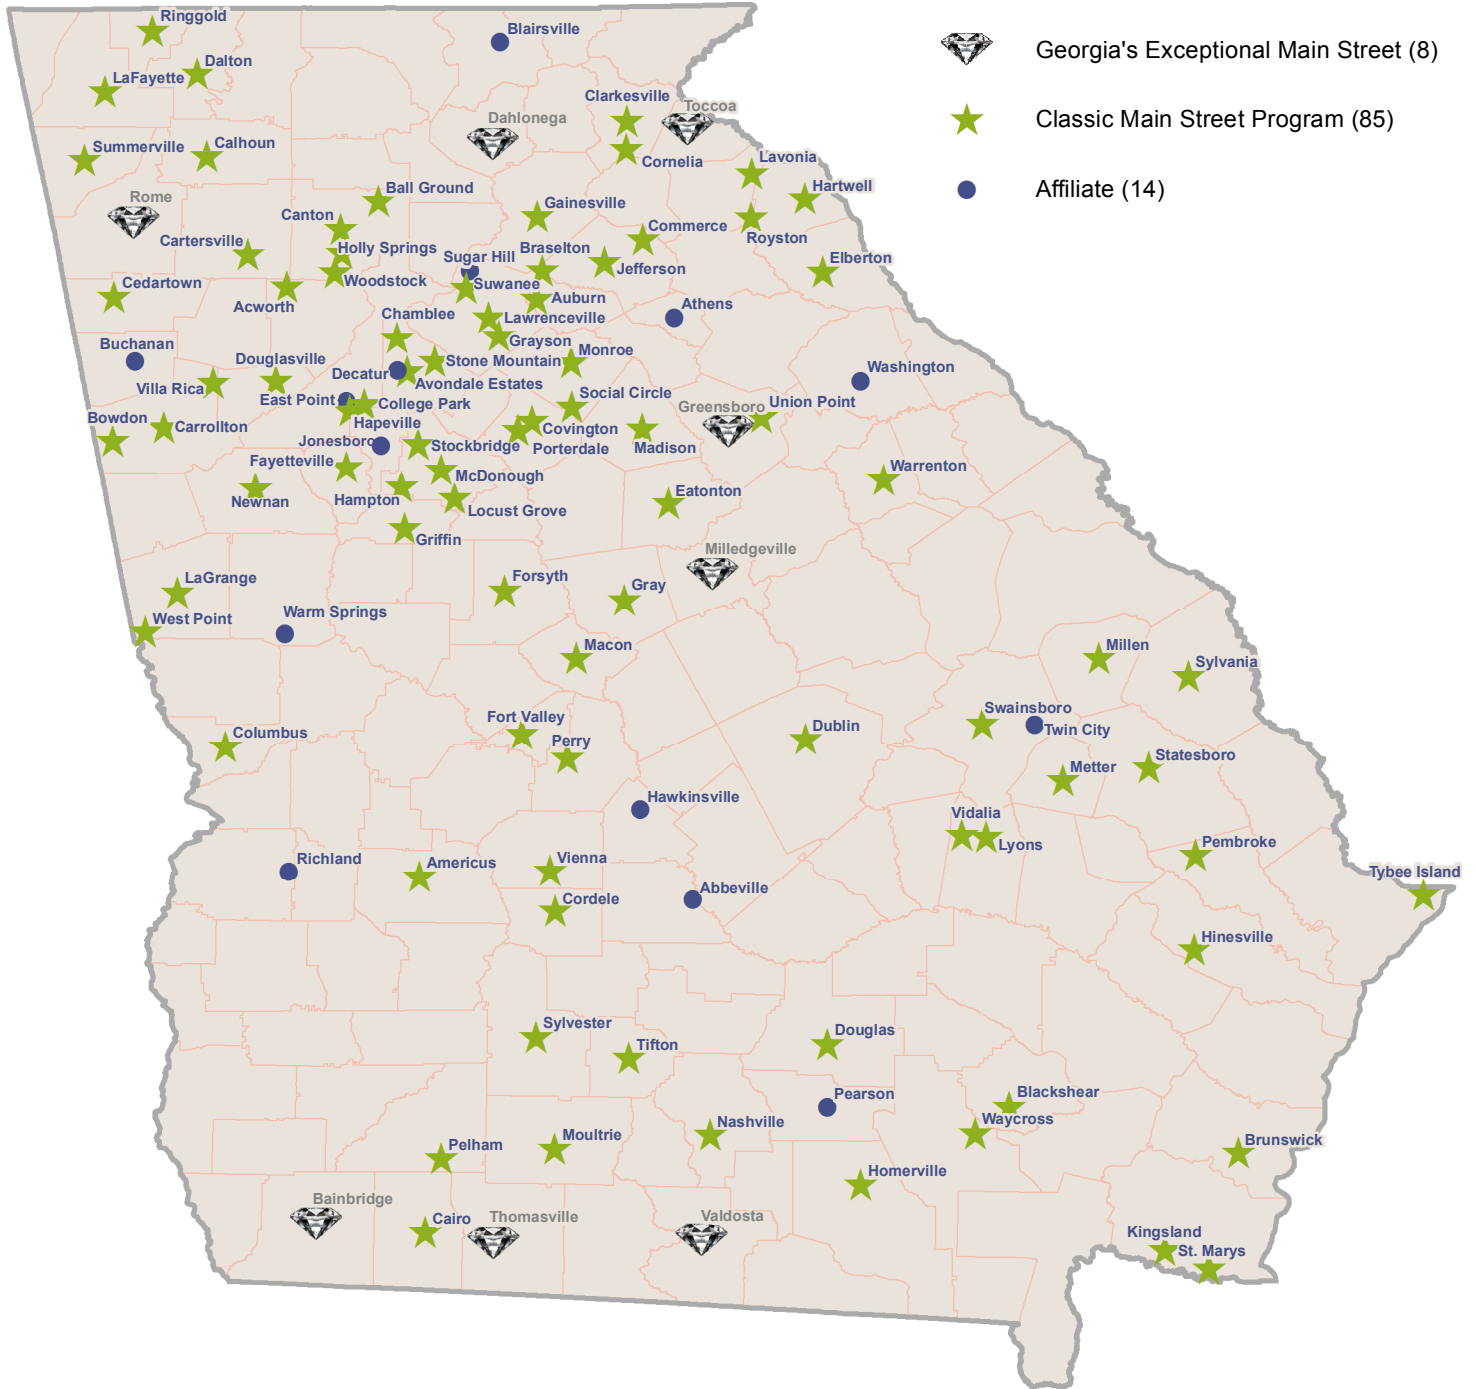 Ringgold
Blairsville
Georgia's Exceptional Main Street (8)
Dalton
LaFayette
Clarkesville
Toccoa
Dahlonega
Classic Main Street Program (85)
Summerville
Calhoun
Cornelia
Lavonia
Hartwell
Affiliate (14)
Rome
Ball Ground
Gainesville
Canton
Commerce
Royston
Cartersville
Holly Springs
Sugar Hill
Braselton
Jefferson
Elberton
Cedartown
Woodstock
Suwanee
Acworth
Auburn
Athens
Chamblee
Lawrenceville
Buchanan
Grayson
Douglasville
Stone Mountain
Monroe
Decatur
Washington
Villa Rica
Avondale Estates
Social Circle
East Point
College Park
Greensboro
Union Point
Bowdon
Carrollton
Hapeville
Covington
Jonesboro
Stockbridge
Porterdale
Madison
Fayetteville
McDonough
Warrenton
Newnan
Hampton
Locust Grove
Eatonton
Griffin
Milledgeville
LaGrange
Forsyth
Gray
West Point
Warm Springs
Macon
Millen
Sylvania
Fort Valley
Swainsboro
Columbus
Perry
Dublin
Twin City
Statesboro
Metter
Hawkinsville
Vidalia
Lyons
Pembroke
Richland
Americus
Vienna
Tybee Island
Abbeville
Cordele
Hinesville
Sylvester
Tifton
Douglas
Pearson
Blackshear
Nashville
Waycross
Pelham
Moultrie
Brunswick
Homerville
Bainbridge
Cairo
Thomasville
Valdosta
Kingsland
St. Marys